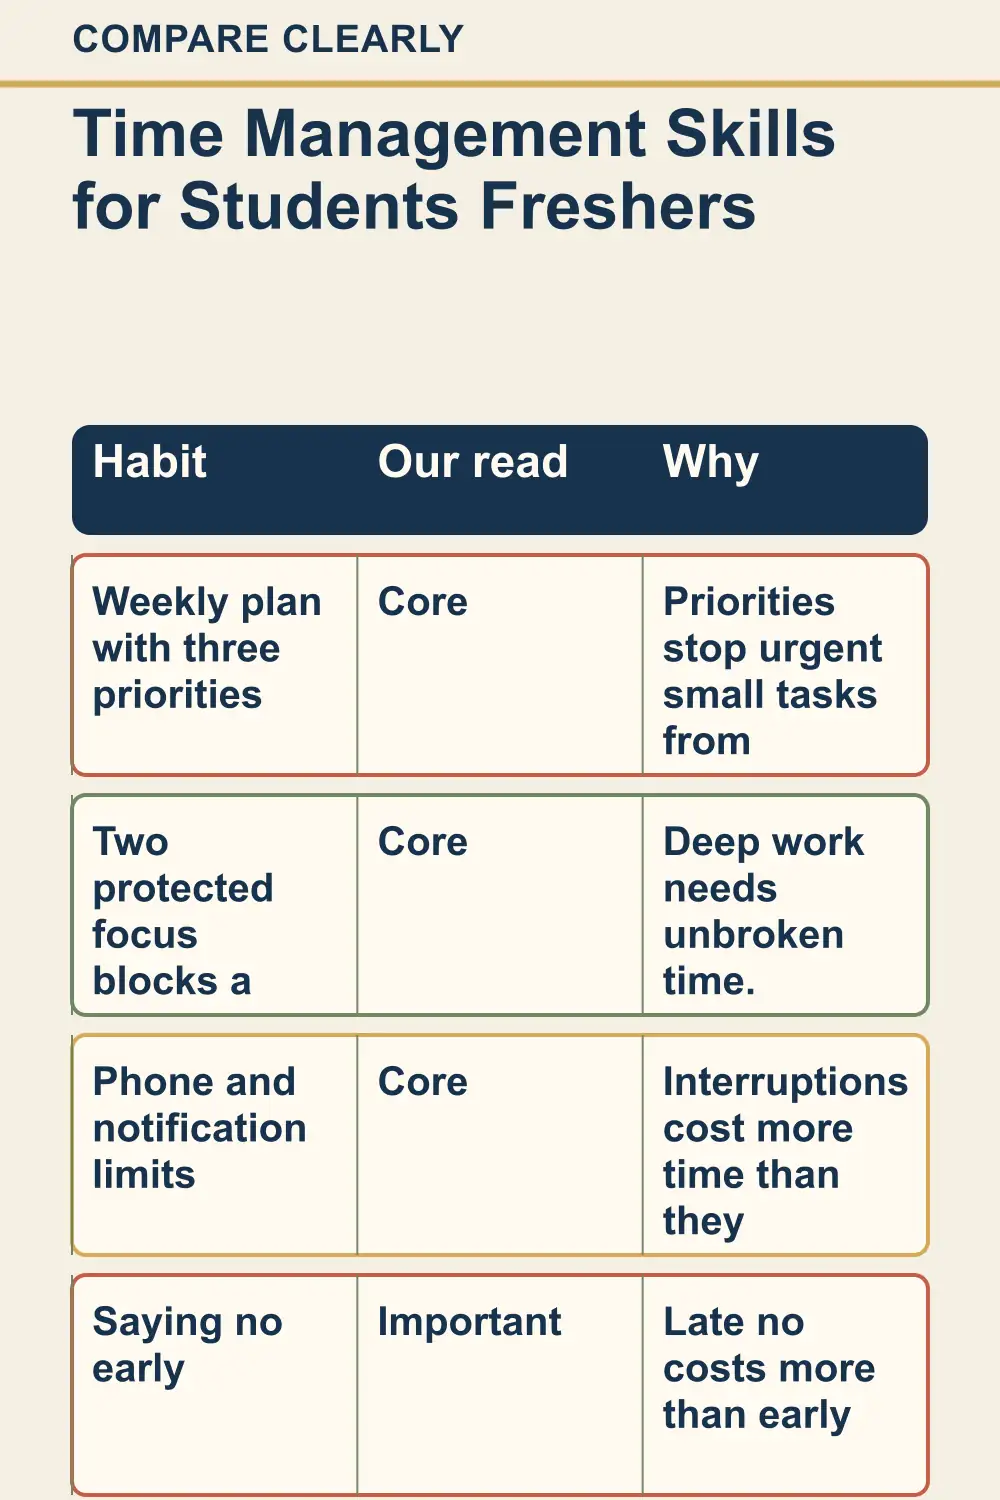 COMPARE CLEARLY
Time Management Skills
for Students Freshers
Habit
Our read
Why
Weekly plan
with three
priorities
Core
Priorities
stop urgent
small tasks
from
Two
protected
focus
blocks a
Core
Deep work
needs
unbroken
time.
Phone and
notification
limits
Core
Interruptions
cost more
time than
they
Saying no
early
Important
Late no
costs more
than early